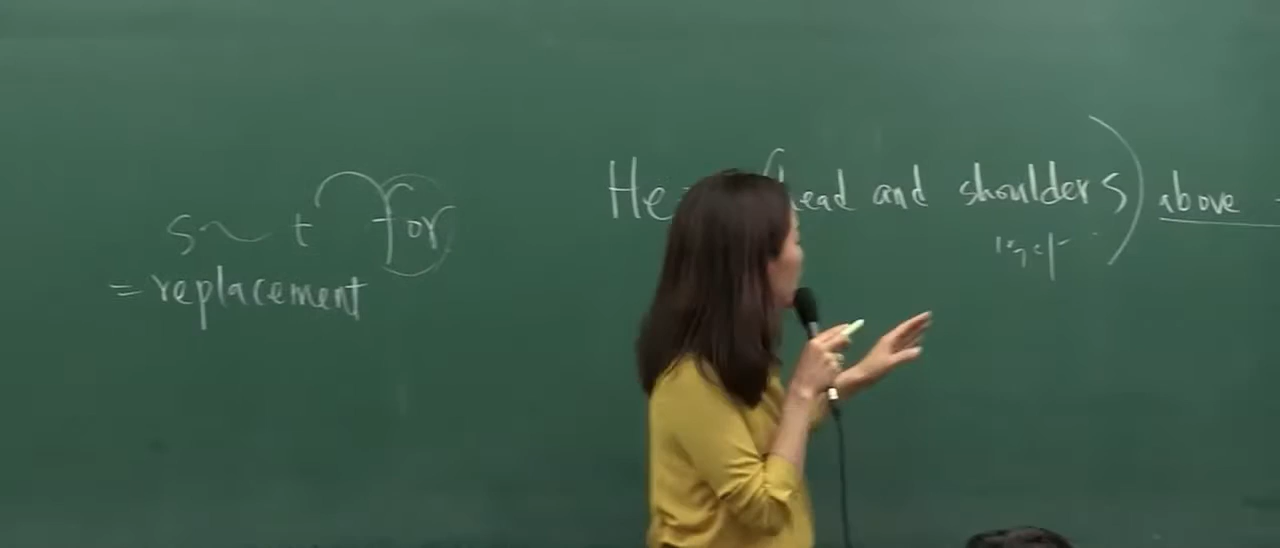 s~t for
= replacement
He head and shoulders) above